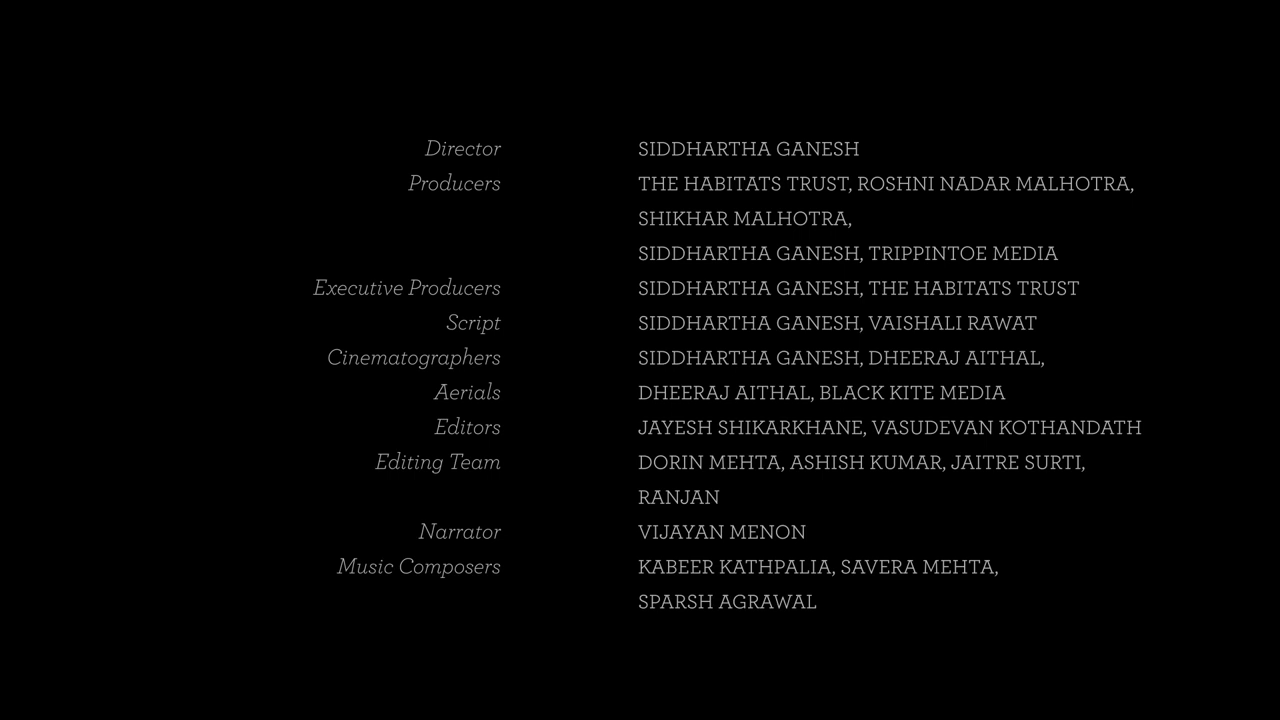 Director SIDDHARTHA GANESH
Producers THE HABITATS TRUST, ROSHNI NADAR MALHOTRA,
SHIKHAR MALHOTRA,
SIDDHARTHA GANESH, TRIPPINTOE MEDIA
Executive Producers SIDDHARTHA GANESH, THE HABITATS TRUST
Script SIDDHARTHA GANESH, VAISHALI RAWAT
Cinematographers SIDDHARTHA GANESH, DHEERAJ AITHAL,
Aerials DHEERAJ AITHAL, BLACK KITE MEDIA
Editors JAYESH SHIKARKHANE, VASUDEVAN KOTHANDATH
Editing Team DORIN MEHTA, ASHISH KUMAR, JAITRE SURTI,
RANJAN
Narrator VIJAYAN MENON
Music Composers KABEER KATHPALIA, SAVERA MEHTA,
SPARSH AGRAWAL